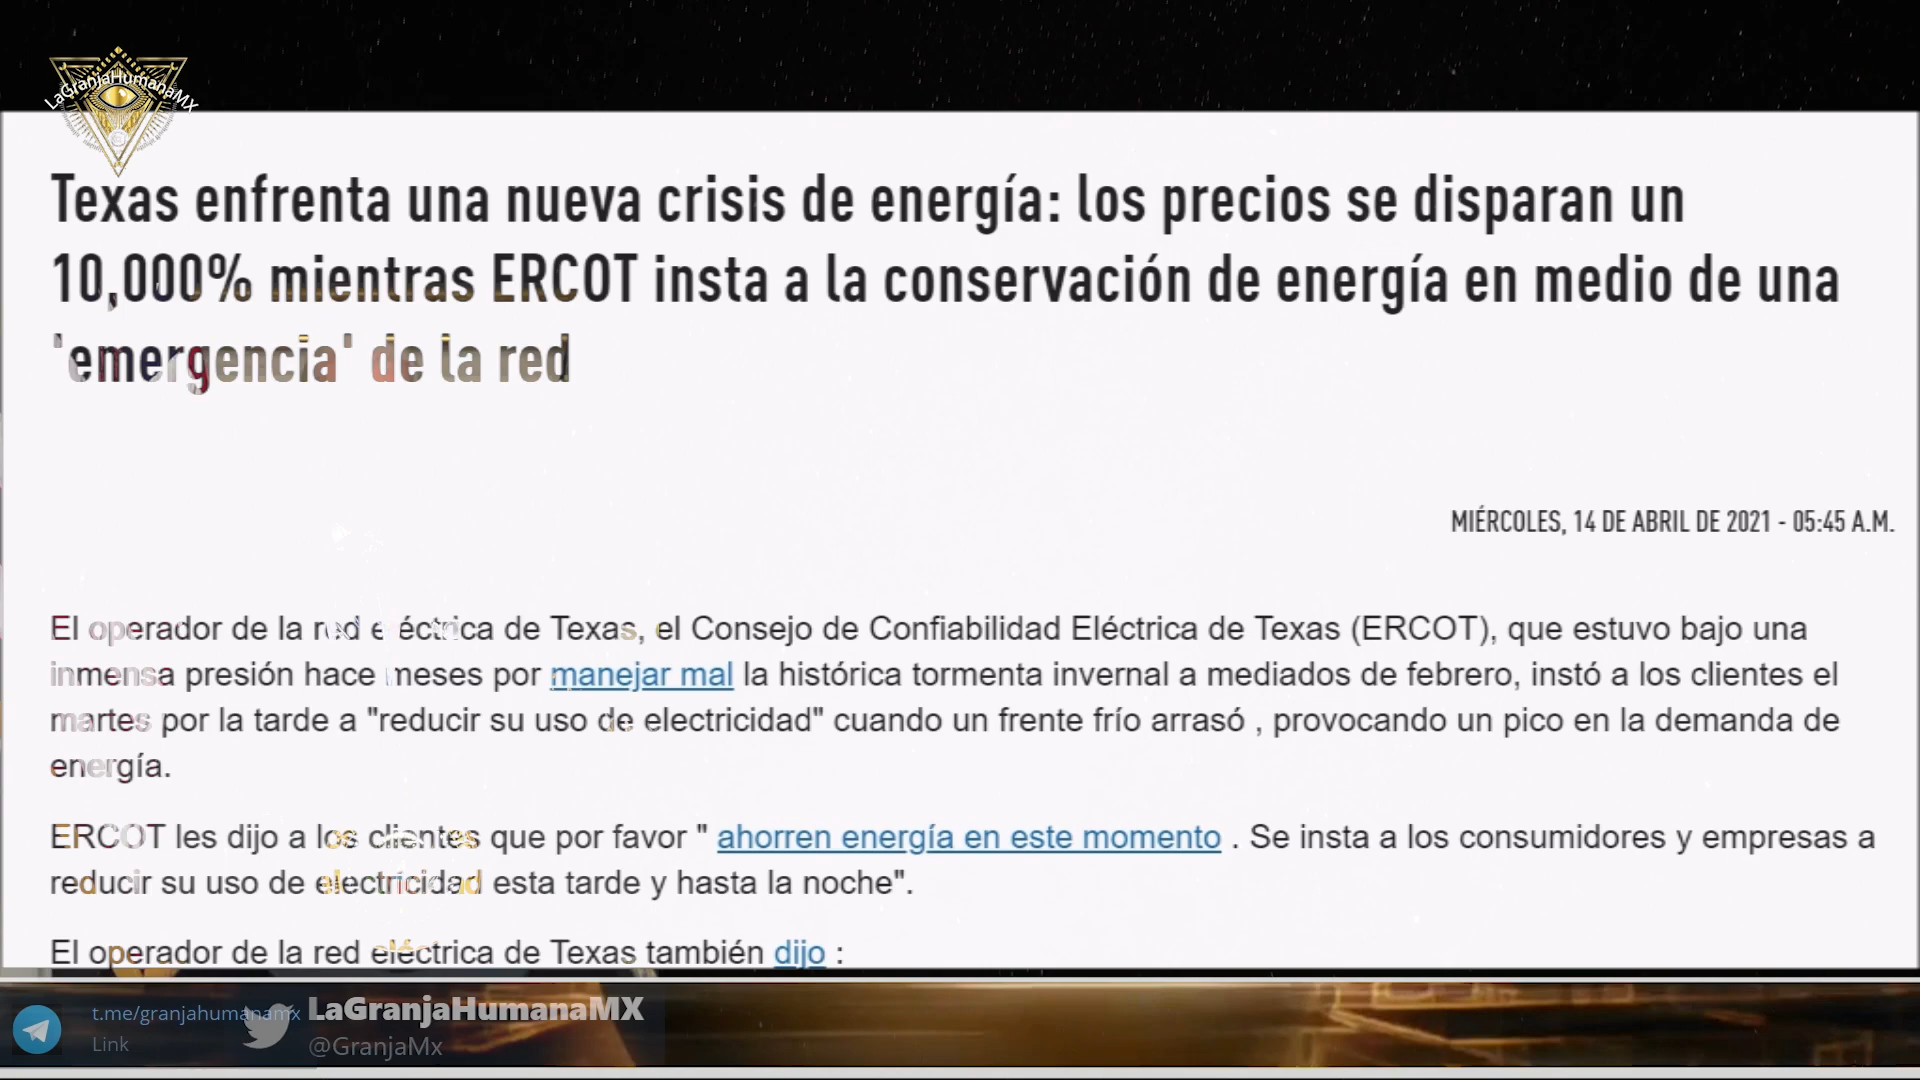 LaGranjaHumanaMX
Texas enfrenta una nueva crisis de energía: los precios se disparan un
10,000% mientras ERCOT insta a la conservación de energía en medio de una
'emergencia' de la red
MIÉRCOLES, 14 DE ABRIL DE 2021 - 05:45 A.M.
El operador de la red eléctrica de Texas, el Consejo de Confiabilidad Eléctrica de Texas (ERCOT), que estuvo bajo una
inmensa presión hace meses por manejar mal la histórica tormenta invernal a mediados de febrero, instó a los clientes el
martes por la tarde a "reducir su uso de electricidad" cuando un frente frío arrasó , provocando un pico en la demanda de
energía.
ERCOT les dijo a los clientes que por favor " ahorren energía en este momento . Se insta a los consumidores y empresas a
reducir su uso de electricidad esta tarde y hasta la noche".
El operador de la red eléctrica de Texas también dijo :
t.me/granjahumanamx
Link
LaGranjaHumanaMX
@GranjaMx